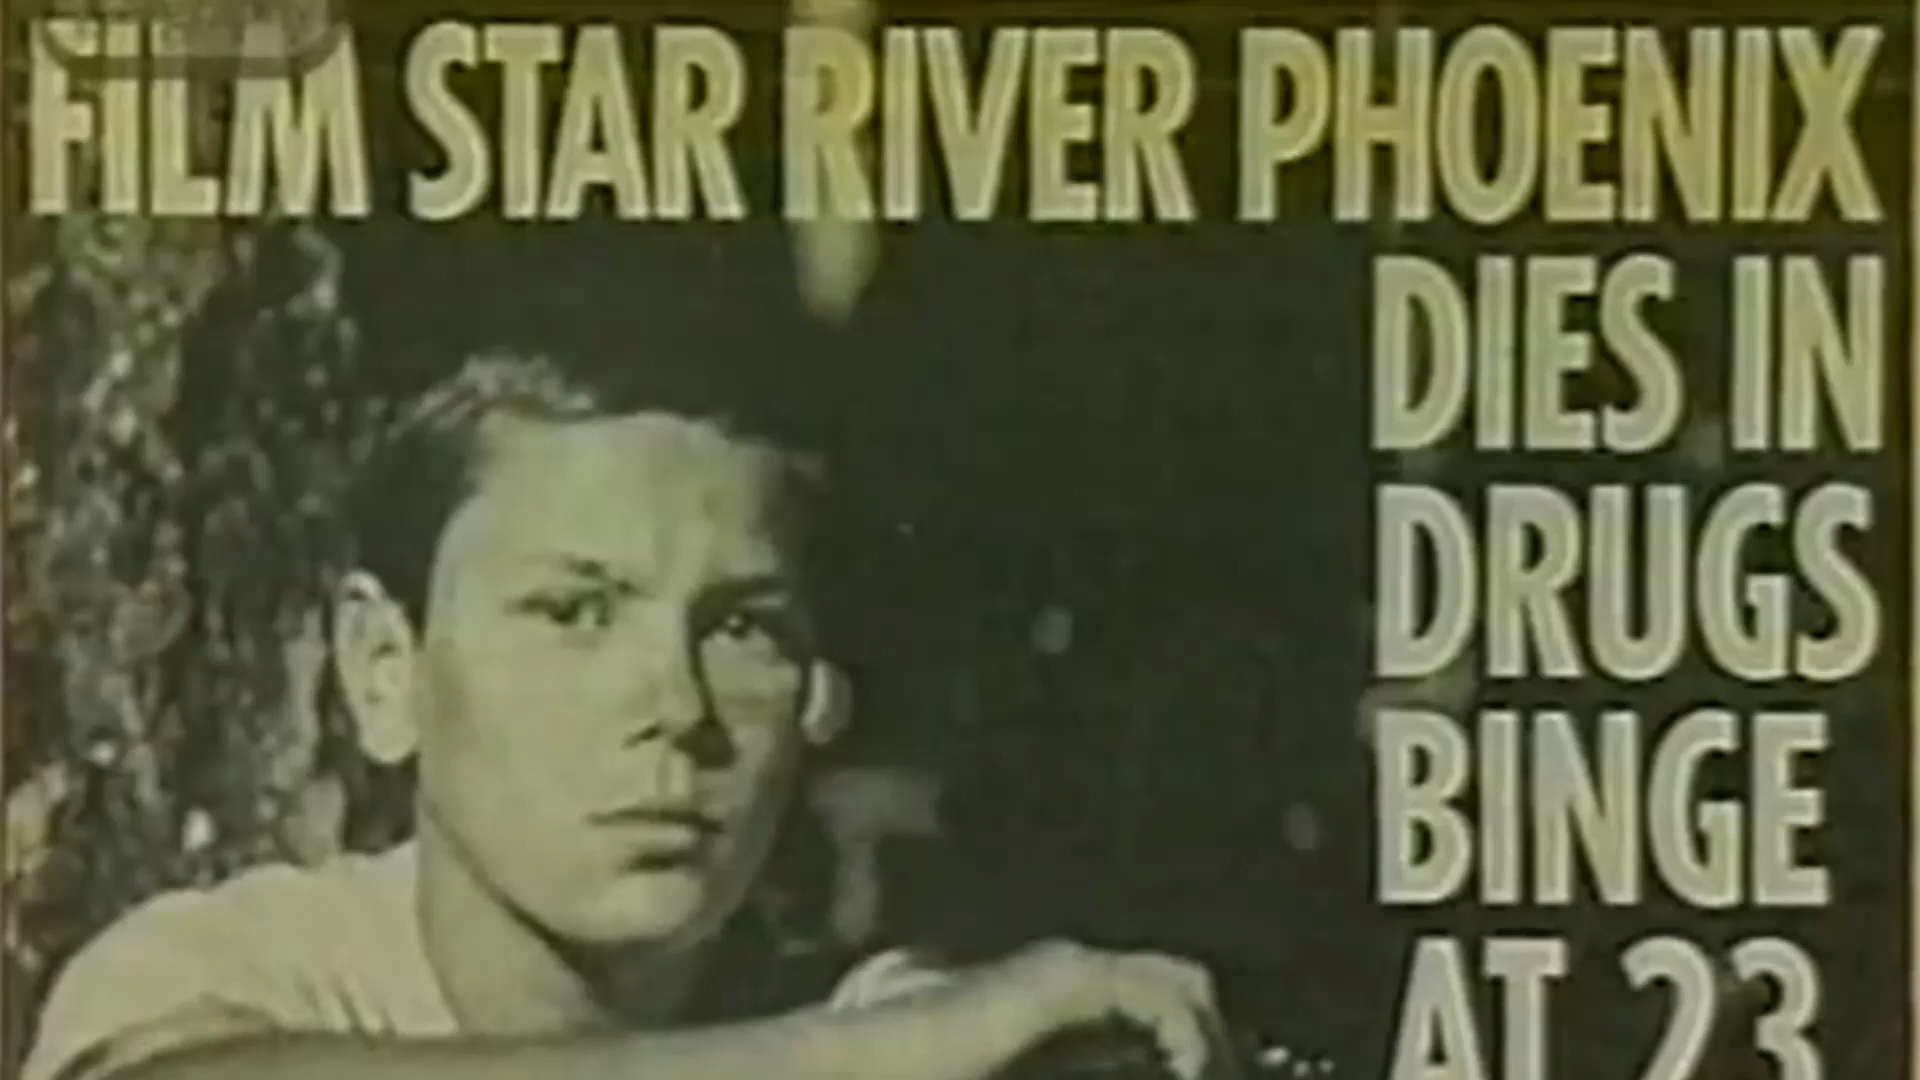 FILM STAR RIVER PHOENIX
DIES IN
DRUGS
BINGE
AT 23